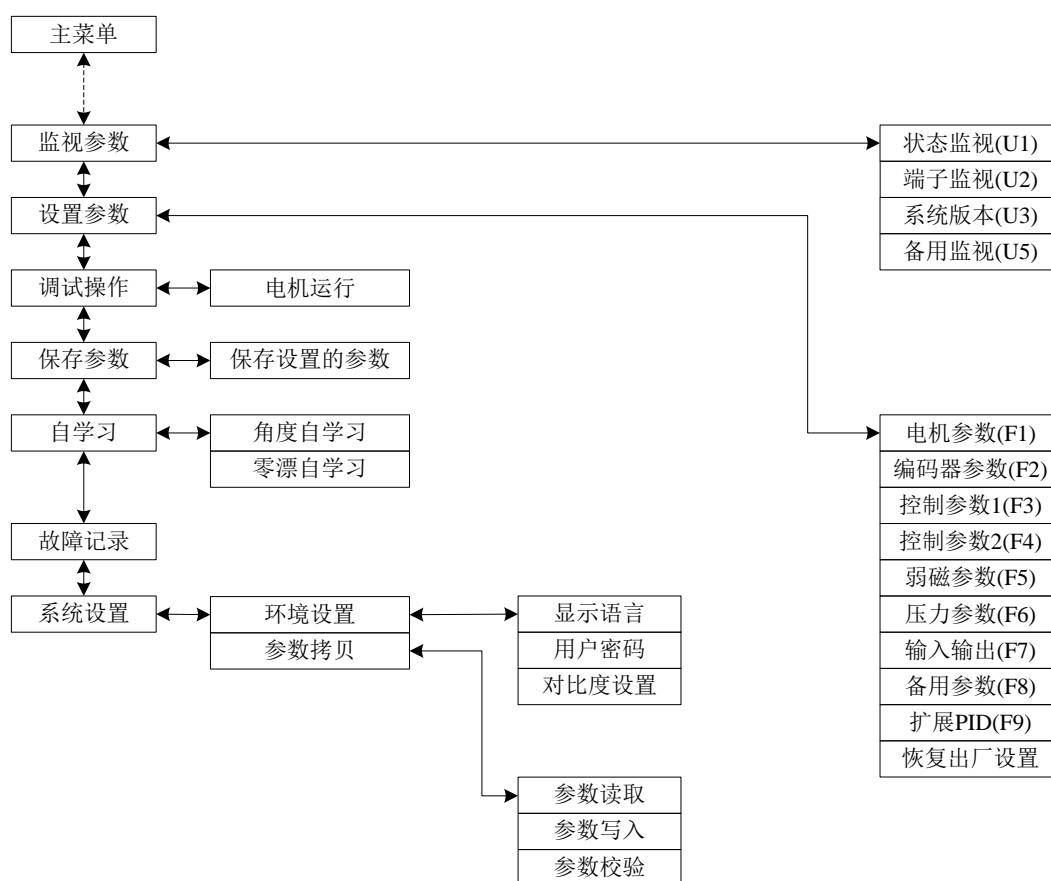 主菜单
监视参数
设置参数
调试操作
电机运行
保存参数
保存设置的参数
自学习
角度自学习
零漂自学习
故障记录
系统设置
环境设置
参数拷贝
显示语言
用户密码
对比度设置
参数读取
参数写入
参数校验
状态监视(U1)
端子监视(U2)
系统版本(U3)
备用监视(U5)
电机参数(F1)
编码器参数(F2)
控制参数1(F3)
控制参数2(F4)
弱磁参数(F5)
压力参数(F6)
输入输出(F7)
备用参数(F8)
扩展PID(F9)
恢复出厂设置